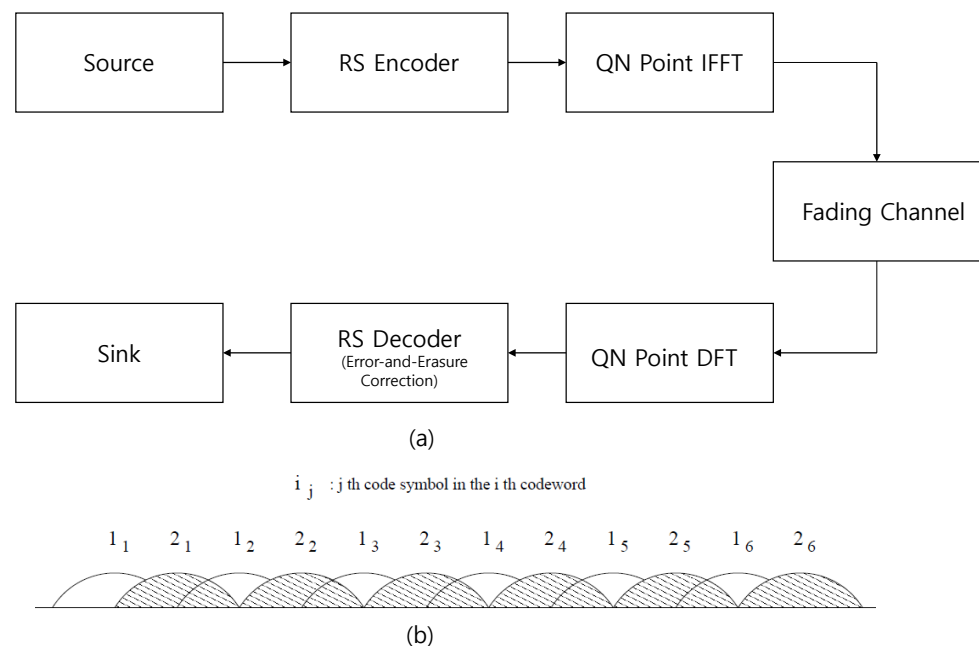 Source
RS Encoder
QN Point IFFT
Fading Channel
Sink
RS Decoder
(Error-and-Erasure
Correction)
QN Point DFT
(a)
i j : j th code symbol in the i th codeword
1 1 2 1 1 2 2 2 1 3 2 3 1 4 2 4 1 5 2 5 1 6 2 6
(b)